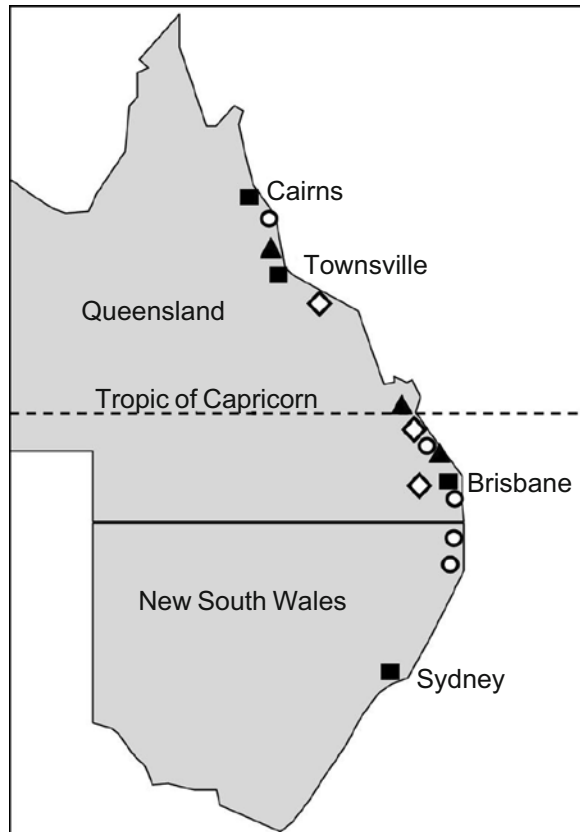 Cairns
Townsville
Queensland
Tropic of Capricorn
Brisbane
New South Wales
Sydney